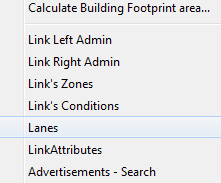 Calculate Building Footprint area...
Link Left Admin
Link Right Admin
Link's Zones
Link's Conditions
Lanes
LinkAttributes
Advertisements - Search